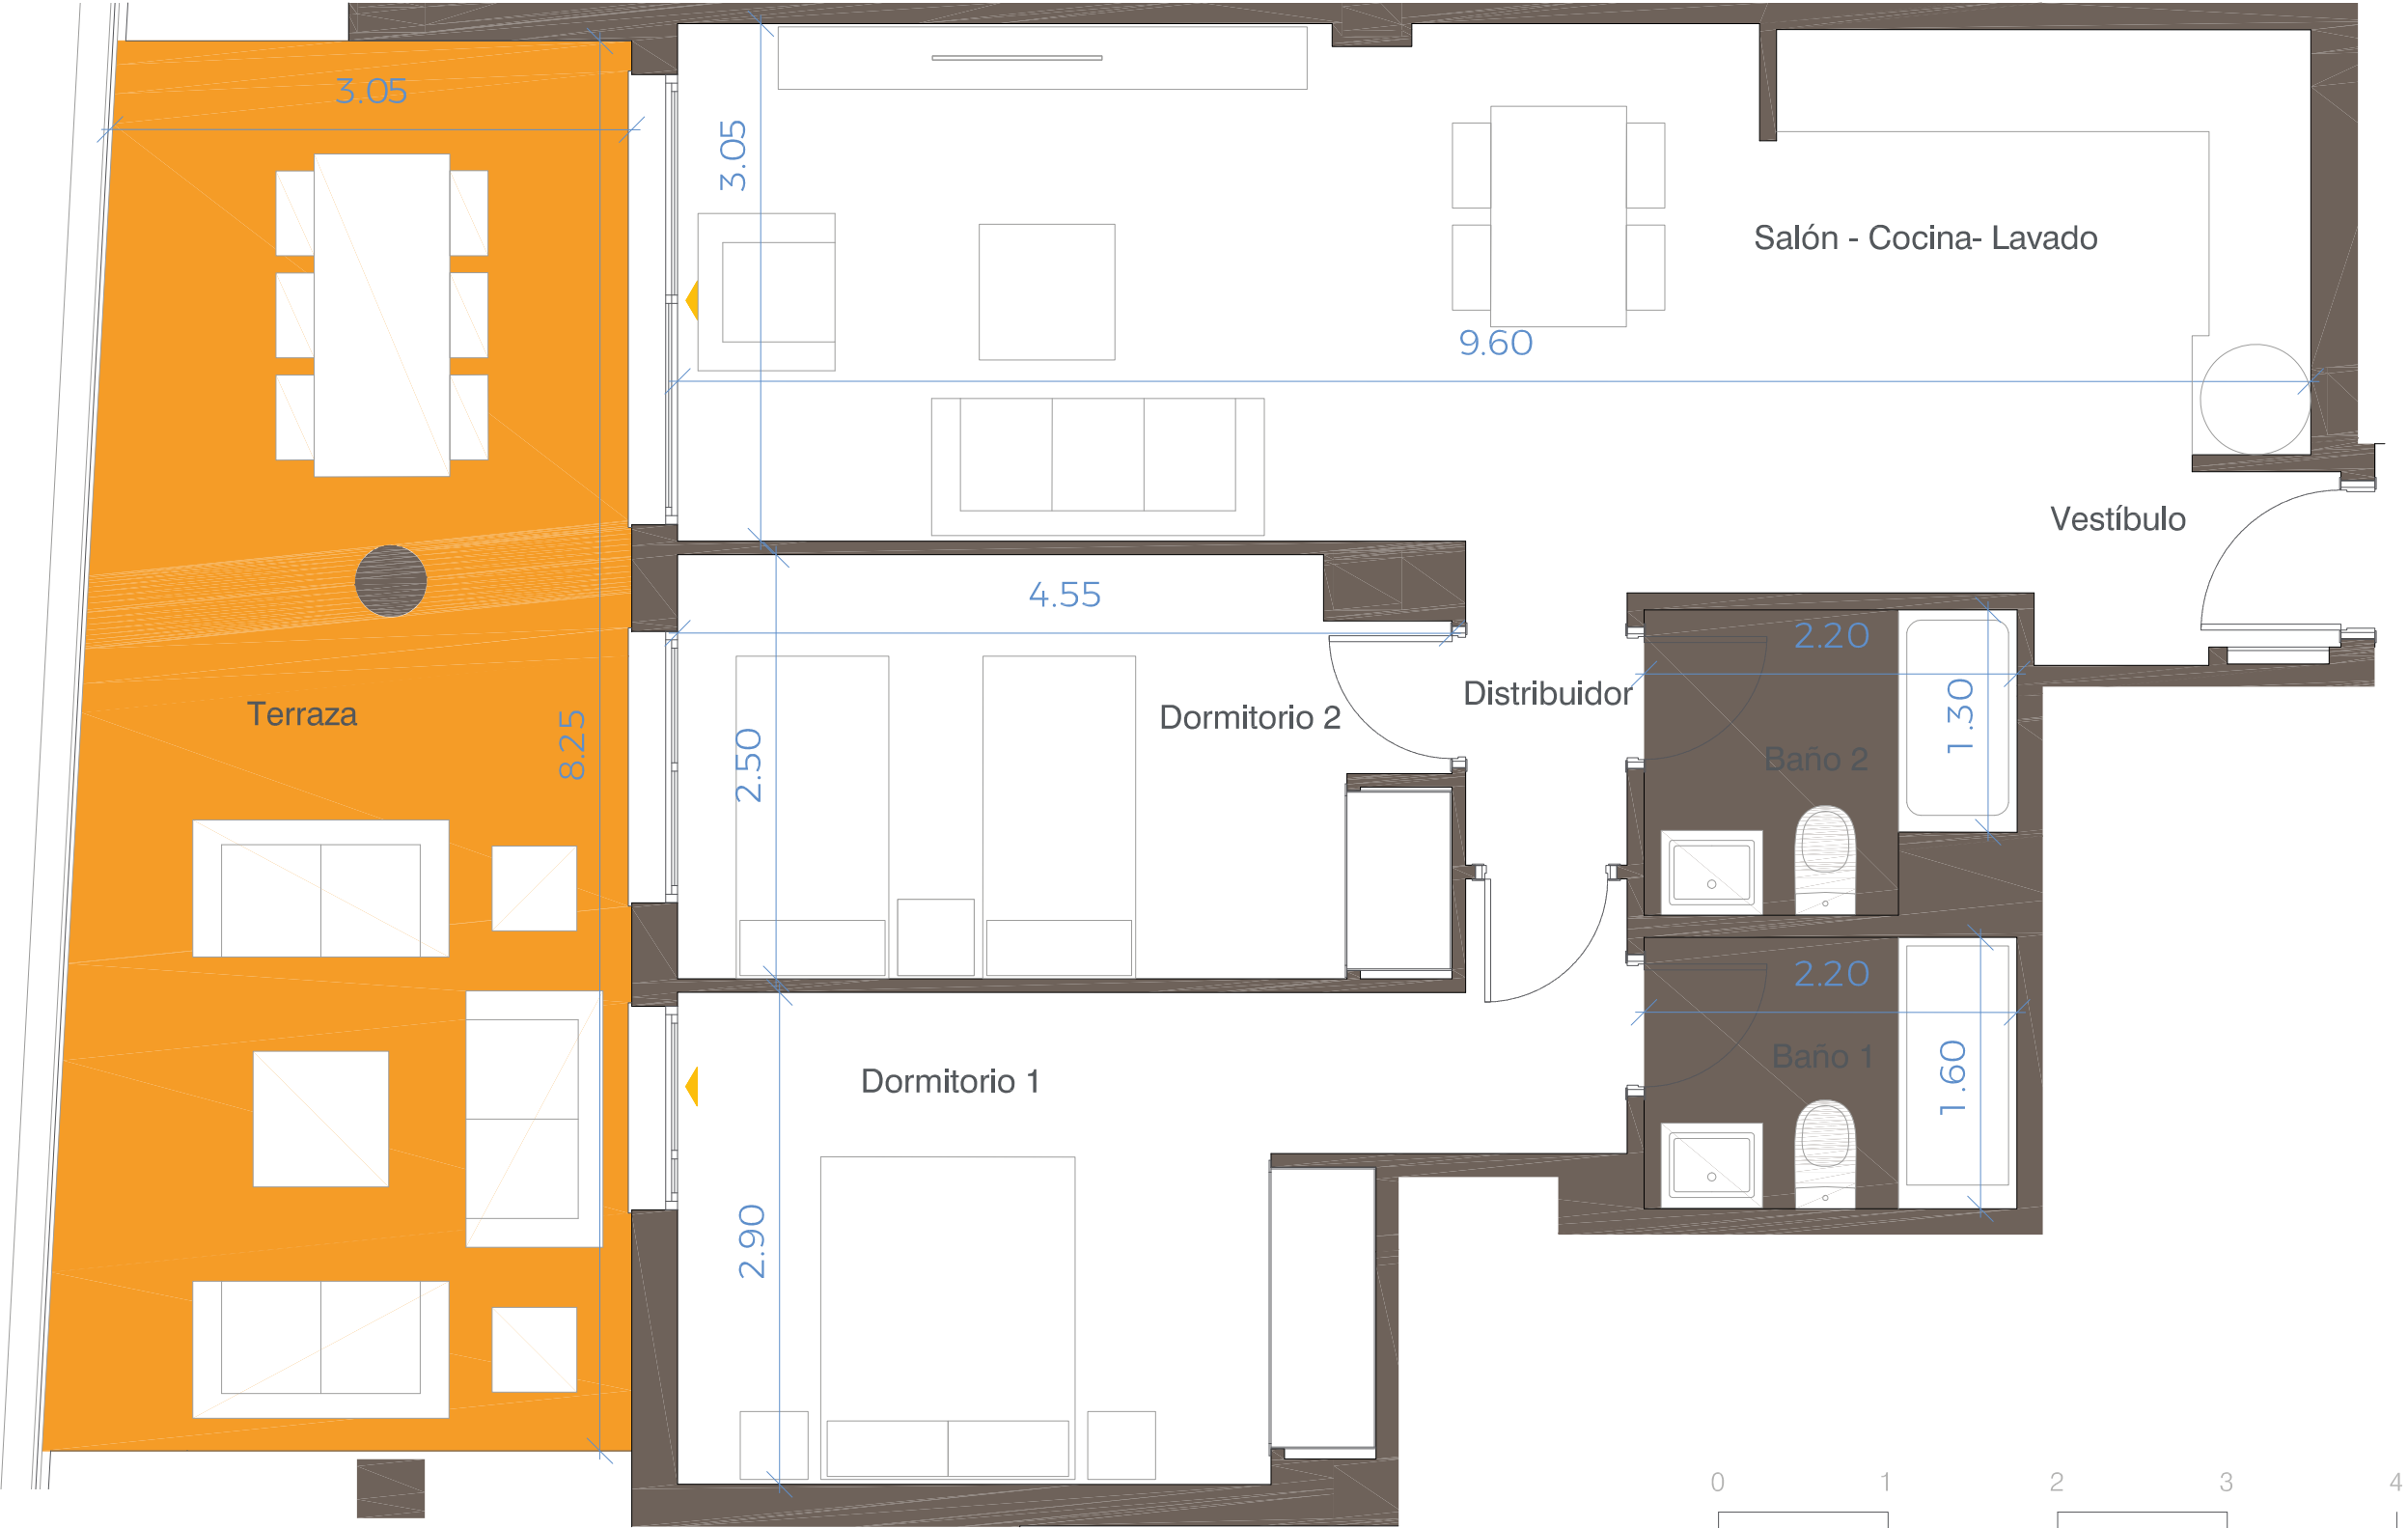 3.05
3.05
Salón - Cocina- Lavado
9.60
Vestíbulo
4.55
2.20
Distribuidor
1.30
Terraza
8.25
2.50
Dormitorio 2
Baño 2
2.20
Dormitorio 1
Baño 1
1.60
2.90
0 1 2 3 4